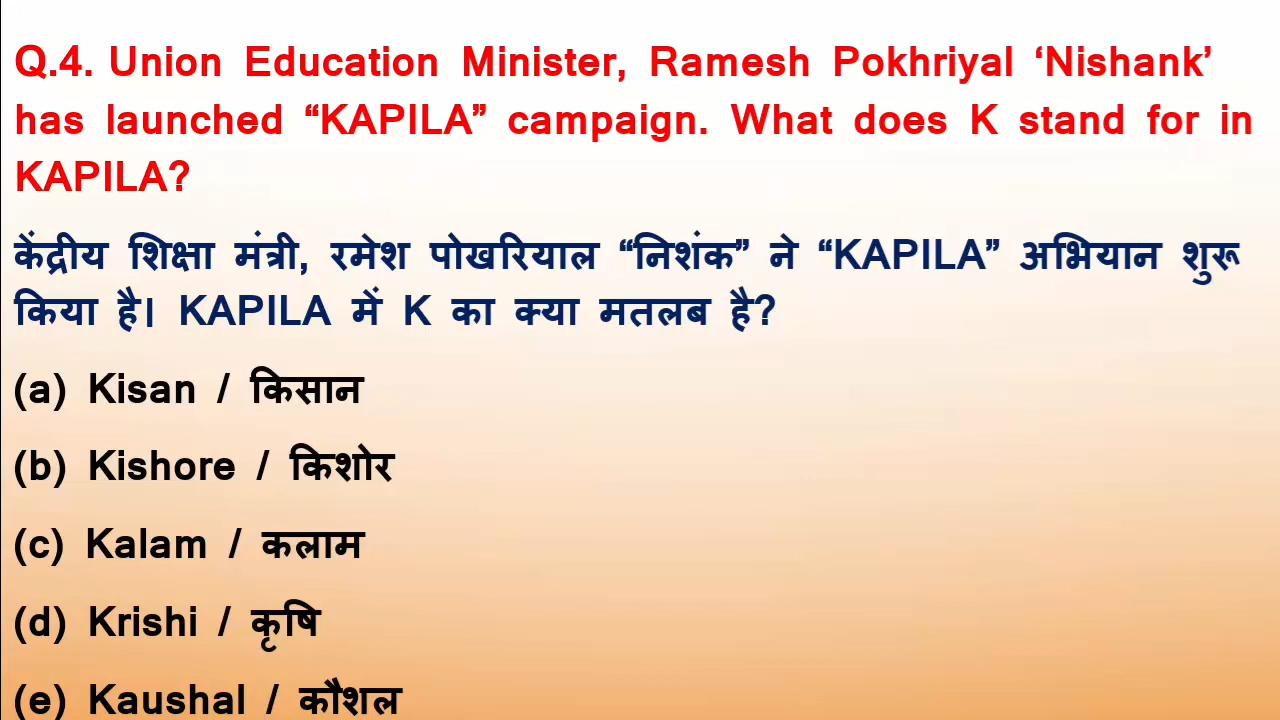 Q.4. Union Education Minister, Ramesh Pokhriyal ‘Nishank’
has launched “KAPILA” campaign. What does K stand for in
KAPILA?
केंद्रीय शिक्षा मंत्री, रमेश पोखरियाल “निशंक” ने “KAPILA” अभियान शुरू
किया है। KAPILA में K का क्या मतलब है?
(a) Kisan / किसान
(b) Kishore / किशोर
(c) Kalam / कलाम
(d) Krishi / कृषि
(e) Kaushal / कौशल